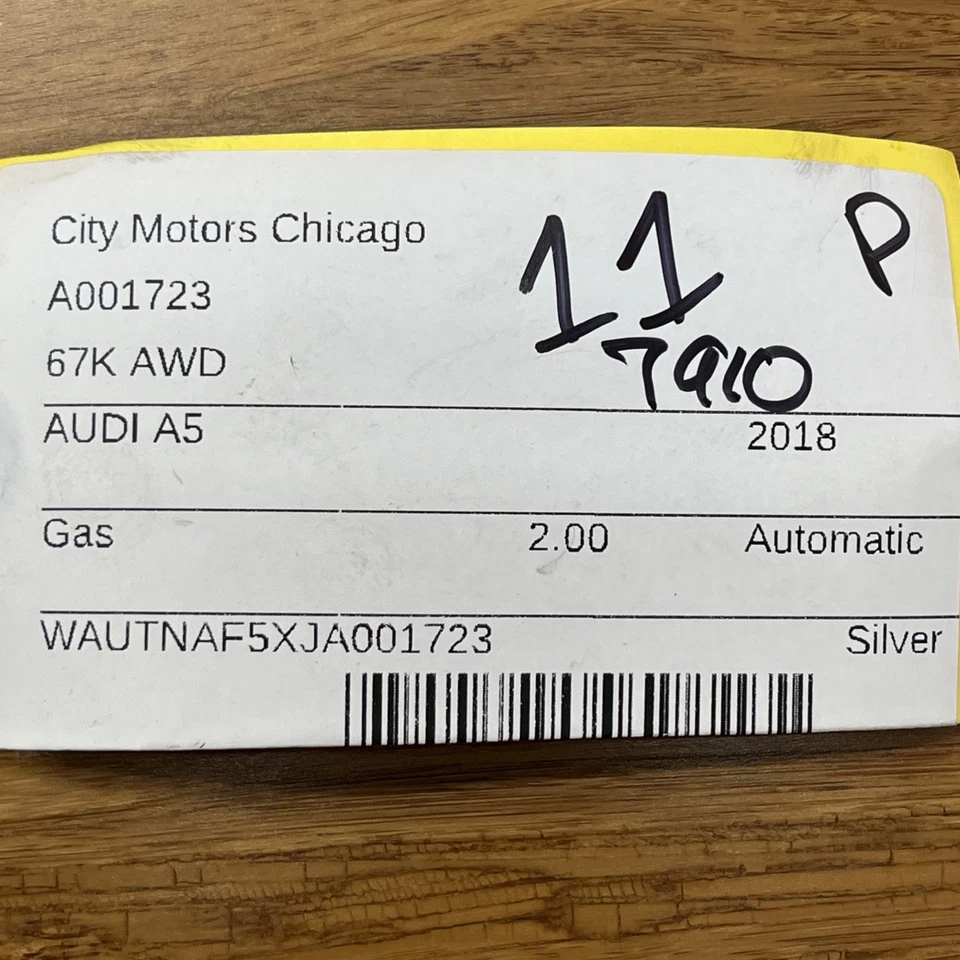 City Motors Chicago
11
P
A001723
67K AWD
7910
AUDI A5 2018
Gas 2.00 Automatic
WAUTNAF5XJA001723 Silver